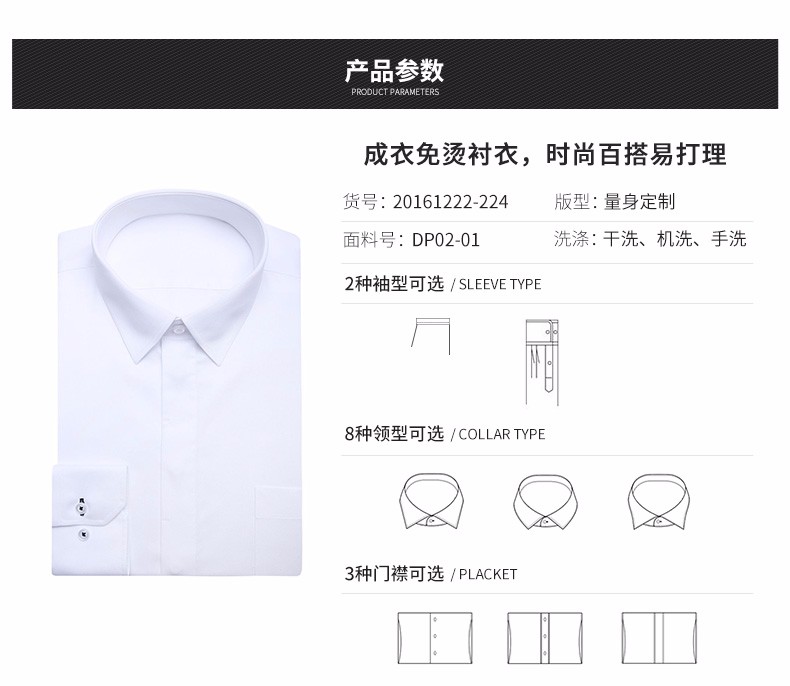 产品参数
PRODUCT PARAMETERS
成衣免烫衬衣，时尚百搭易打理
货号：20161222-224 版型：量身定制
面料号：DP02-01 洗涤：干洗、机洗、手洗
2种袖型可选 / SLEEVE TYPE
8种领型可选 / COLLAR TYPE
3种门襟可选 / PLACKET